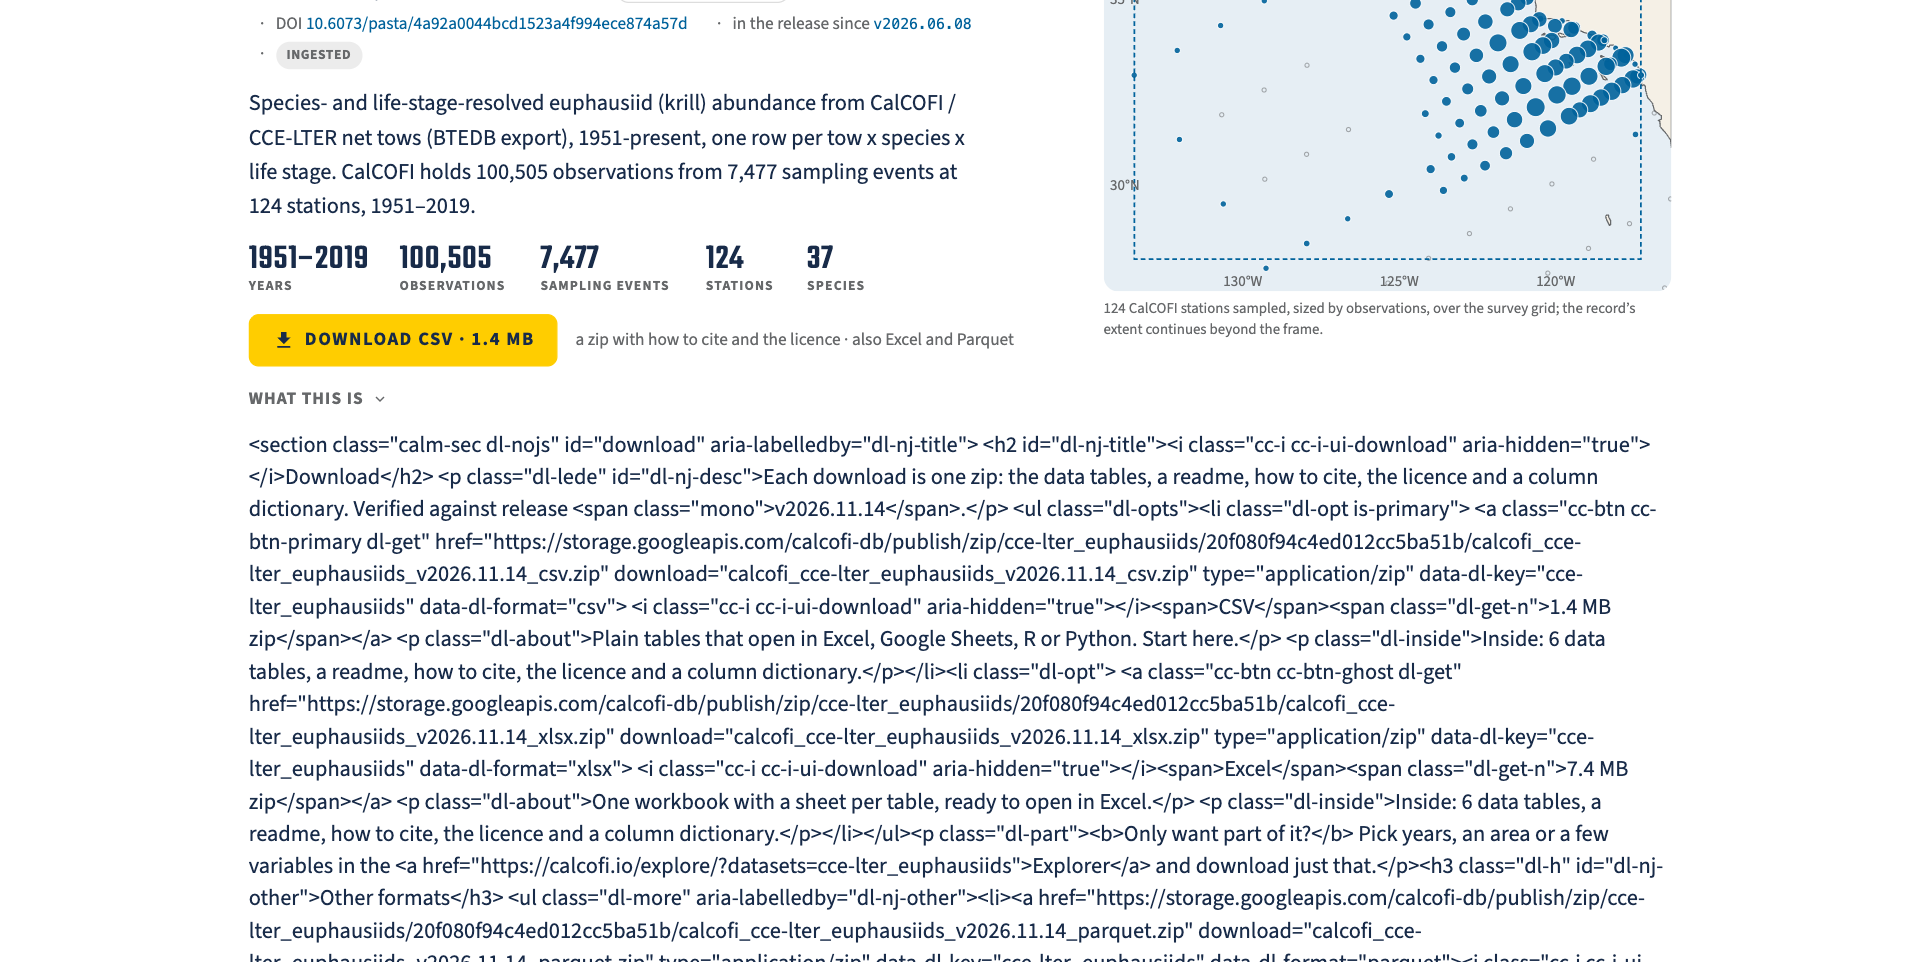 · DOI 10.6073/pasta/4a92a0044bcd1523a4f994ece874a57d · in the release since v2026.06.08
· INGESTED
Species- and life-stage-resolved euphausiid (krill) abundance from CalCOFI /
CCE-LTER net tows (BTEDB export), 1951-present, one row per tow x species x
life stage. CalCOFI holds 100,505 observations from 7,477 sampling events at
124 stations, 1951–2019.
1951–2019 100,505 7,477 124 37
YEARS OBSERVATIONS SAMPLING EVENTS STATIONS SPECIES
DOWNLOAD CSV · 1.4 MB a zip with how to cite and the licence · also Excel and Parquet
35°N
30°N
130°W 125°W 120°W
124 CalCOFI stations sampled, sized by observations, over the survey grid; the record's
extent continues beyond the frame.
WHAT THIS IS
<section class="calm-sec dl-nojs" id="download" aria-labelledby="dl-nj-title"> <h2 id="dl-nj-title"><i class="cc-i cc-i-ui-download" aria-hidden="true">
</i>Download</h2> <p class="dl-lede" id="dl-nj-desc">Each download is one zip: the data tables, a readme, how to cite, the licence and a column
dictionary. Verified against release <span class="mono">v2026.11.14</span>.</p> <ul class="dl-opts"><li class="dl-opt is-primary"> <a class="cc-btn cc-
btn-primary dl-get" href="https://storage.googleapis.com/calcofi-db/publish/zip/cce-lter_euphausiids/20f080f94c4ed012cc5ba51b/calcofi_cce-
lter_euphausiids_v2026.11.14_csv.zip" download="calcofi_cce-lter_euphausiids_v2026.11.14_csv.zip" type="application/zip" data-dl-key="cce-
lter_euphausiids" data-dl-format="csv"> <i class="cc-i cc-i-ui-download" aria-hidden="true"></i><span>CSV</span><span class="dl-get-n">1.4 MB
zip</span></a> <p class="dl-about">Plain tables that open in Excel, Google Sheets, R or Python. Start here.</p> <p class="dl-inside">Inside: 6 data
tables, a readme, how to cite, the licence and a column dictionary.</p></li><li class="dl-opt"> <a class="cc-btn cc-btn-ghost dl-get"
href="https://storage.googleapis.com/calcofi-db/publish/zip/cce-lter_euphausiids/20f080f94c4ed012cc5ba51b/calcofi_cce-
lter_euphausiids_v2026.11.14_xlsx.zip" download="calcofi_cce-lter_euphausiids_v2026.11.14_xlsx.zip" type="application/zip" data-dl-key="cce-
lter_euphausiids" data-dl-format="xlsx"> <i class="cc-i cc-i-ui-download" aria-hidden="true"></i><span>Excel</span><span class="dl-get-n">7.4 MB
zip</span></a> <p class="dl-about">One workbook with a sheet per table, ready to open in Excel.</p> <p class="dl-inside">Inside: 6 data tables, a
readme, how to cite, the licence and a column dictionary.</p></li></ul><p class="dl-part"><b>Only want part of it?</b> Pick years, an area or a few
variables in the <a href="https://calcofi.io/explore/?datasets=cce-lter_euphausiids">Explorer</a> and download just that.</p><h3 class="dl-h" id="dl-nj-
other">Other formats</h3> <ul class="dl-more" aria-labelledby="dl-nj-other"><li><a href="https://storage.googleapis.com/calcofi-db/publish/zip/cce-
lter_euphausiids/20f080f94c4ed012cc5ba51b/calcofi_cce-lter_euphausiids_v2026.11.14_parquet.zip" download="calcofi_cce-
lter_euphausiids_v2026.11.14_parquet.zip" type="application/zip" data-dl-key="cce-lter_euphausiids" data-dl-format="parquet"><i class="cc-i cc-i-ui-